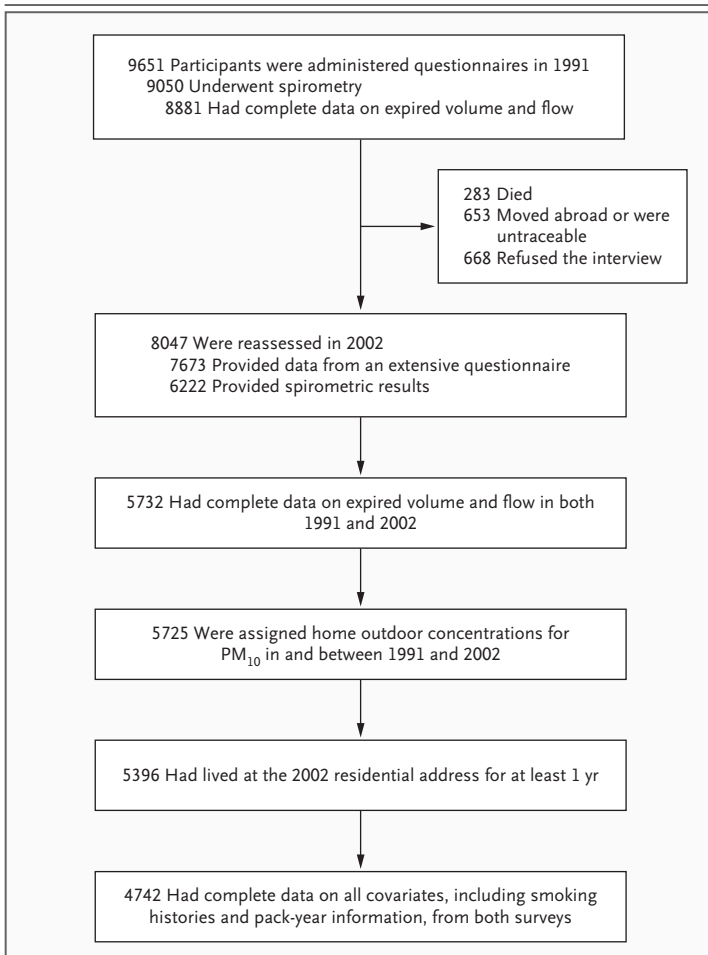 9651 Participants were administered questionnaires in 1991
9050 Underwent spirometry
8881 Had complete data on expired volume and flow
283 Died
653 Moved abroad or were
untraceable
668 Refused the interview
8047 Were reassessed in 2002
7673 Provided data from an extensive questionnaire
6222 Provided spirometric results
5732 Had complete data on expired volume and flow in both
1991 and 2002
5725 Were assigned home outdoor concentrations for
PM10 in and between 1991 and 2002
5396 Had lived at the 2002 residential address for at least 1 yr
4742 Had complete data on all covariates, including smoking
histories and pack-year information, from both surveys